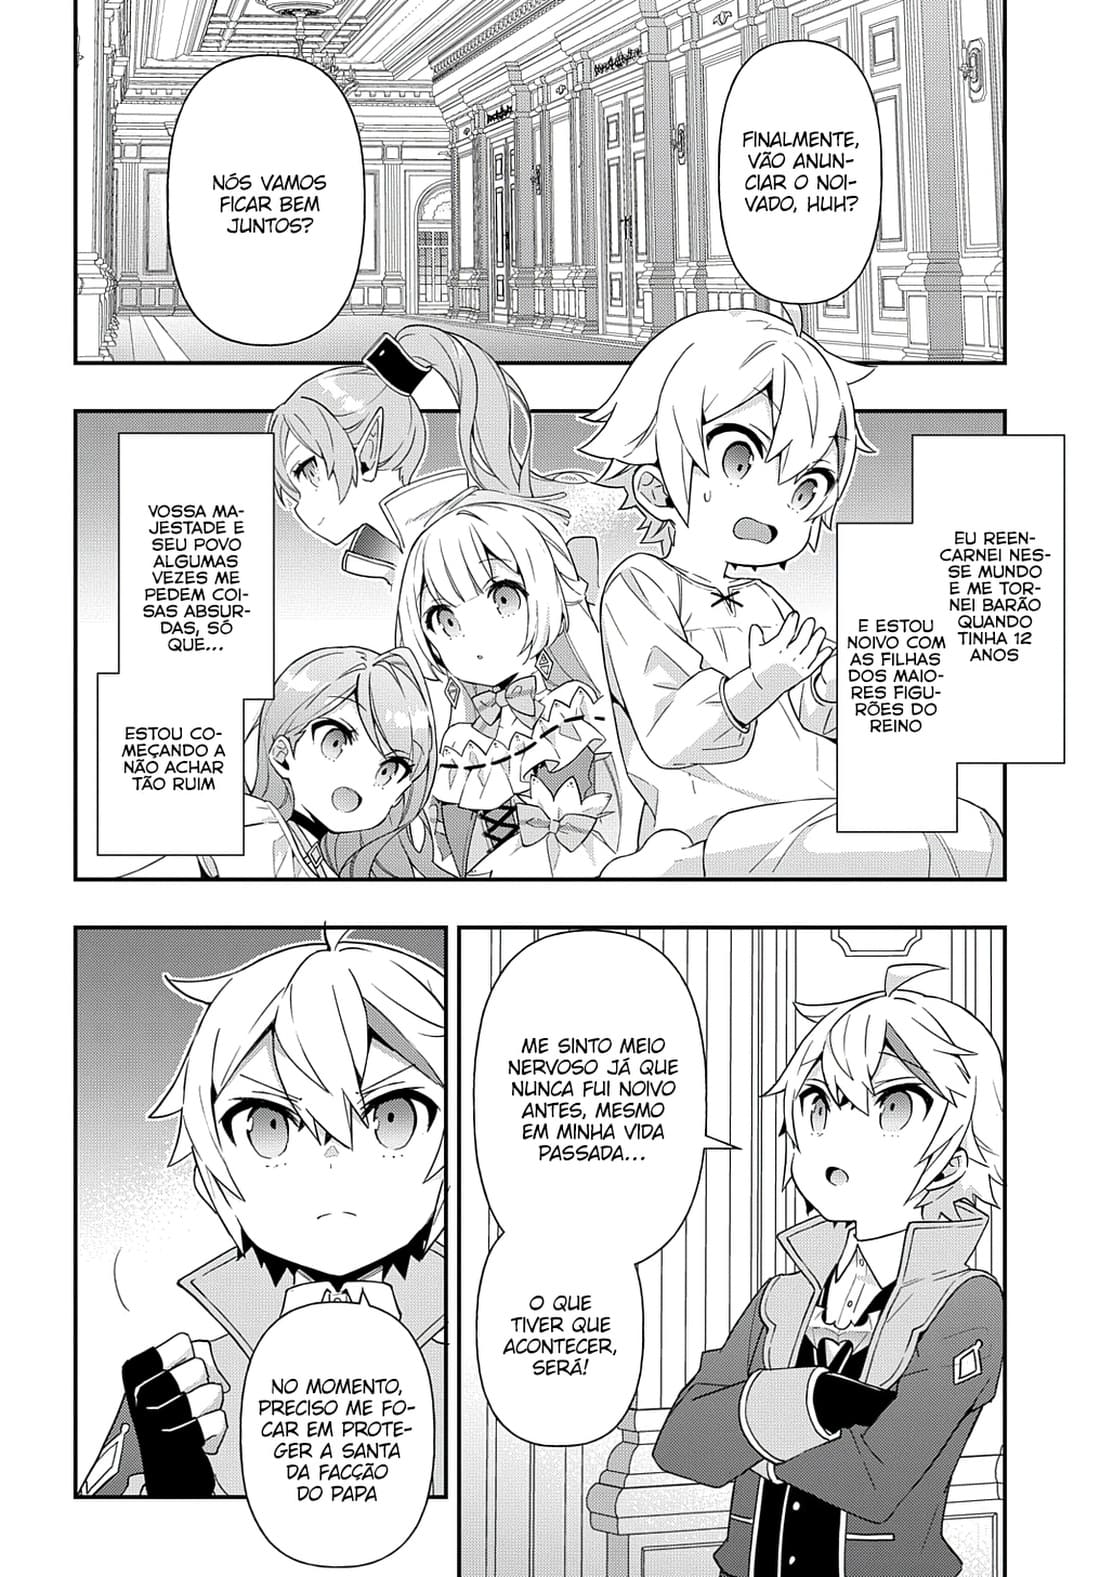 FINALMENTE,
VÃO ANUN-
CIAR O NOI-
VADO, HUH?
NÓS VAMOS
FICAR BEM
JUNTOS?
EU REEN-
CARNEI NES-
SE MUNDO
E ME TOR-
NEI BARÃO
QUANDO
TINHA 12
ANOS
E ESTOU
NOIVO COM
AS FILHAS
DOS MAIO-
RES FIGU-
RÕES DO
REINO
VOSSA MA-
JESTADE E
SEU POVO
ALGUMAS
VEZES ME
PEDEM COI-
SAS ABSUR-
DAS, SÓ
QUE...
ESTOU CO-
MEÇANDO A
NÃO ACHAR
TÃO RUIM
ME SINTO MEIO
NERVOSO JÁ QUE
NUNCA FUI NOIVO
ANTES, MESMO
EM MINHA VIDA
PASSADA...
O QUE
TIVER QUE
ACONTECER,
SERÁ!
NO MOMENTO,
PRECISO ME FO-
CAR EM PROTE-
GER A SANTA
DA FACÇÃO
DO PAPA